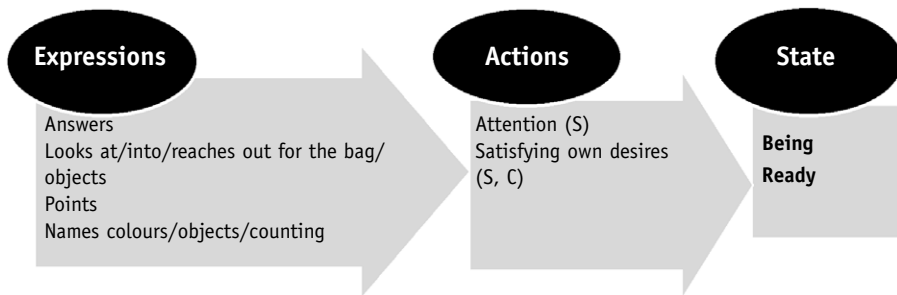 Expressions
Answers
Looks at/into/reaches out for the bag/
objects
Points
Names colours/objects/counting
Actions
Attention (S)
Satisfying own desires
(S, C)
State
Being
Ready